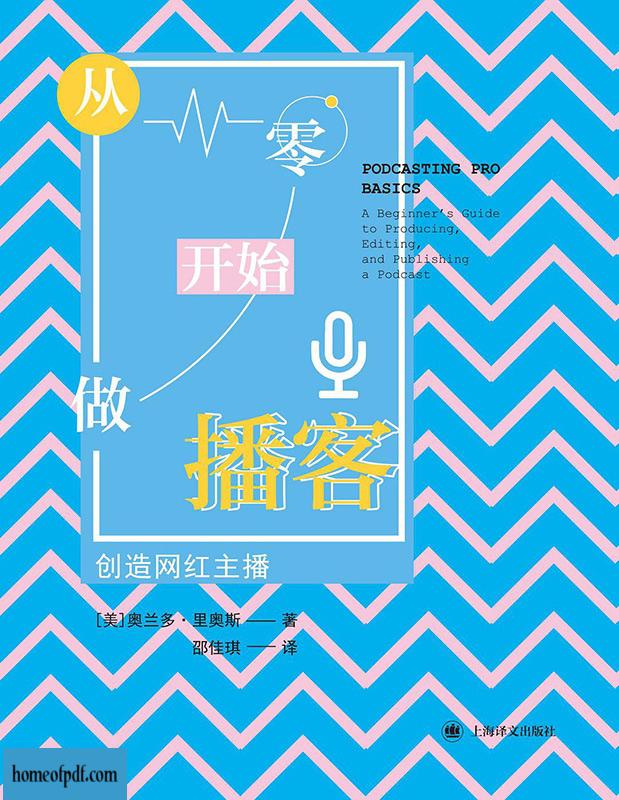 从
零
开始
做
播客
PODCASTING PRO
BASICS
A Beginner's Guide
to Producing,
Editing,
and Publishing
a Podcast
创造网红主播
[美]奥兰多·里奥斯——著
邵佳琪——译
上海译文出版社
homeofpdf.com